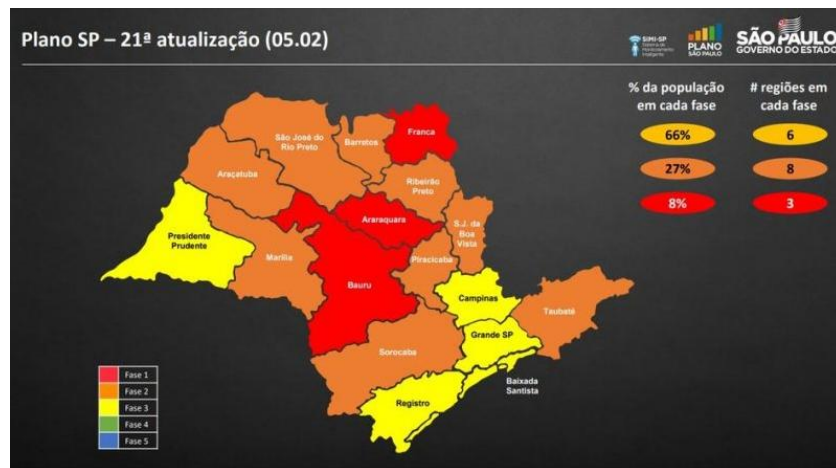 Plano SP – 21ª atualização (05.02)
SIMI-SP
PLANO
SÃO PAULO
SÃO PAULO
GOVERNO DO ESTADO
% da população
em cada fase
# regiões em
cada fase
66%
6
27%
8
8%
3
Franca
Barretos
São José do
Rio Preto
Araçatuba
Ribeirão
Preto
Araraquara
S.J. da
Boa
Vista
Presidente
Prudente
Marília
Piracicaba
Bauru
Campinas
Taubaté
Grande SP
Sorocaba
Baixada
Santista
Registro
Fase 1
Fase 2
Fase 3
Fase 4
Fase 5